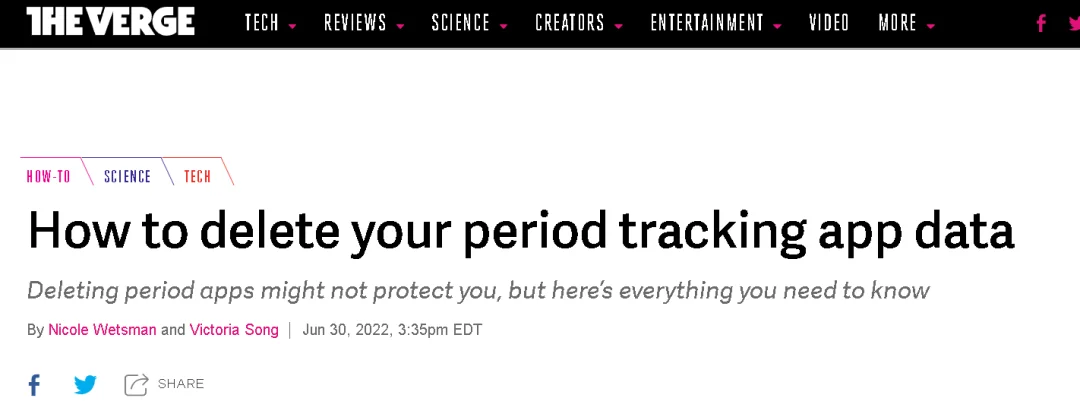 THE VERGE TECH REVIEWS SCIENCE CREATORS ENTERTAINMENT VIDEO MORE
HOW-TO SCIENCE TECH
How to delete your period tracking app data
Deleting period apps might not protect you, but here's everything you need to know
By Nicole Wetsman and Victoria Song | Jun 30, 2022, 3:35pm EDT
SHARE